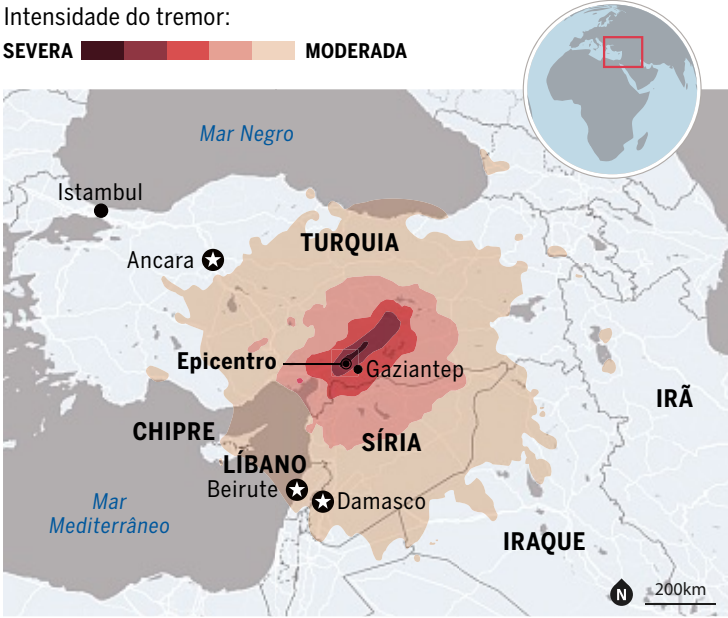 Intensidade do tremor:
SEVERA MODERADA
Mar Negro
Istambul
TURQUIA
Ancara
Epicentro
Gaziantep
IRÃ
CHIPRE
SÍRIA
LÍBANO
Beirute
Damasco
Mar
Mediterrâneo
IRAQUE
N
200km